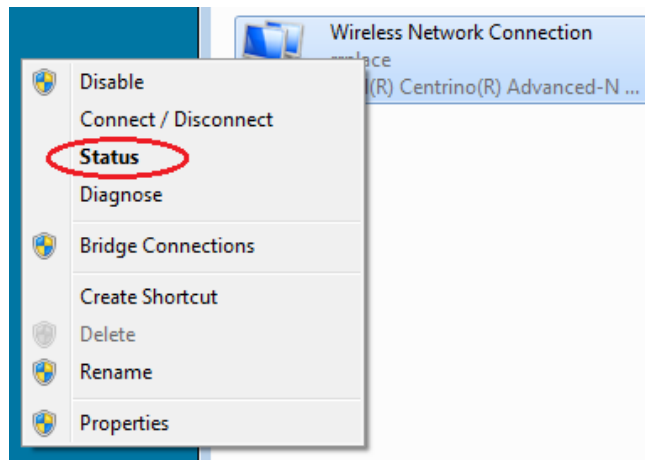 Wireless Network Connection
(R) Centrino(R) Advanced-N ...
Disable
Connect / Disconnect
Status
Diagnose
Bridge Connections
Create Shortcut
Delete
Rename
Properties